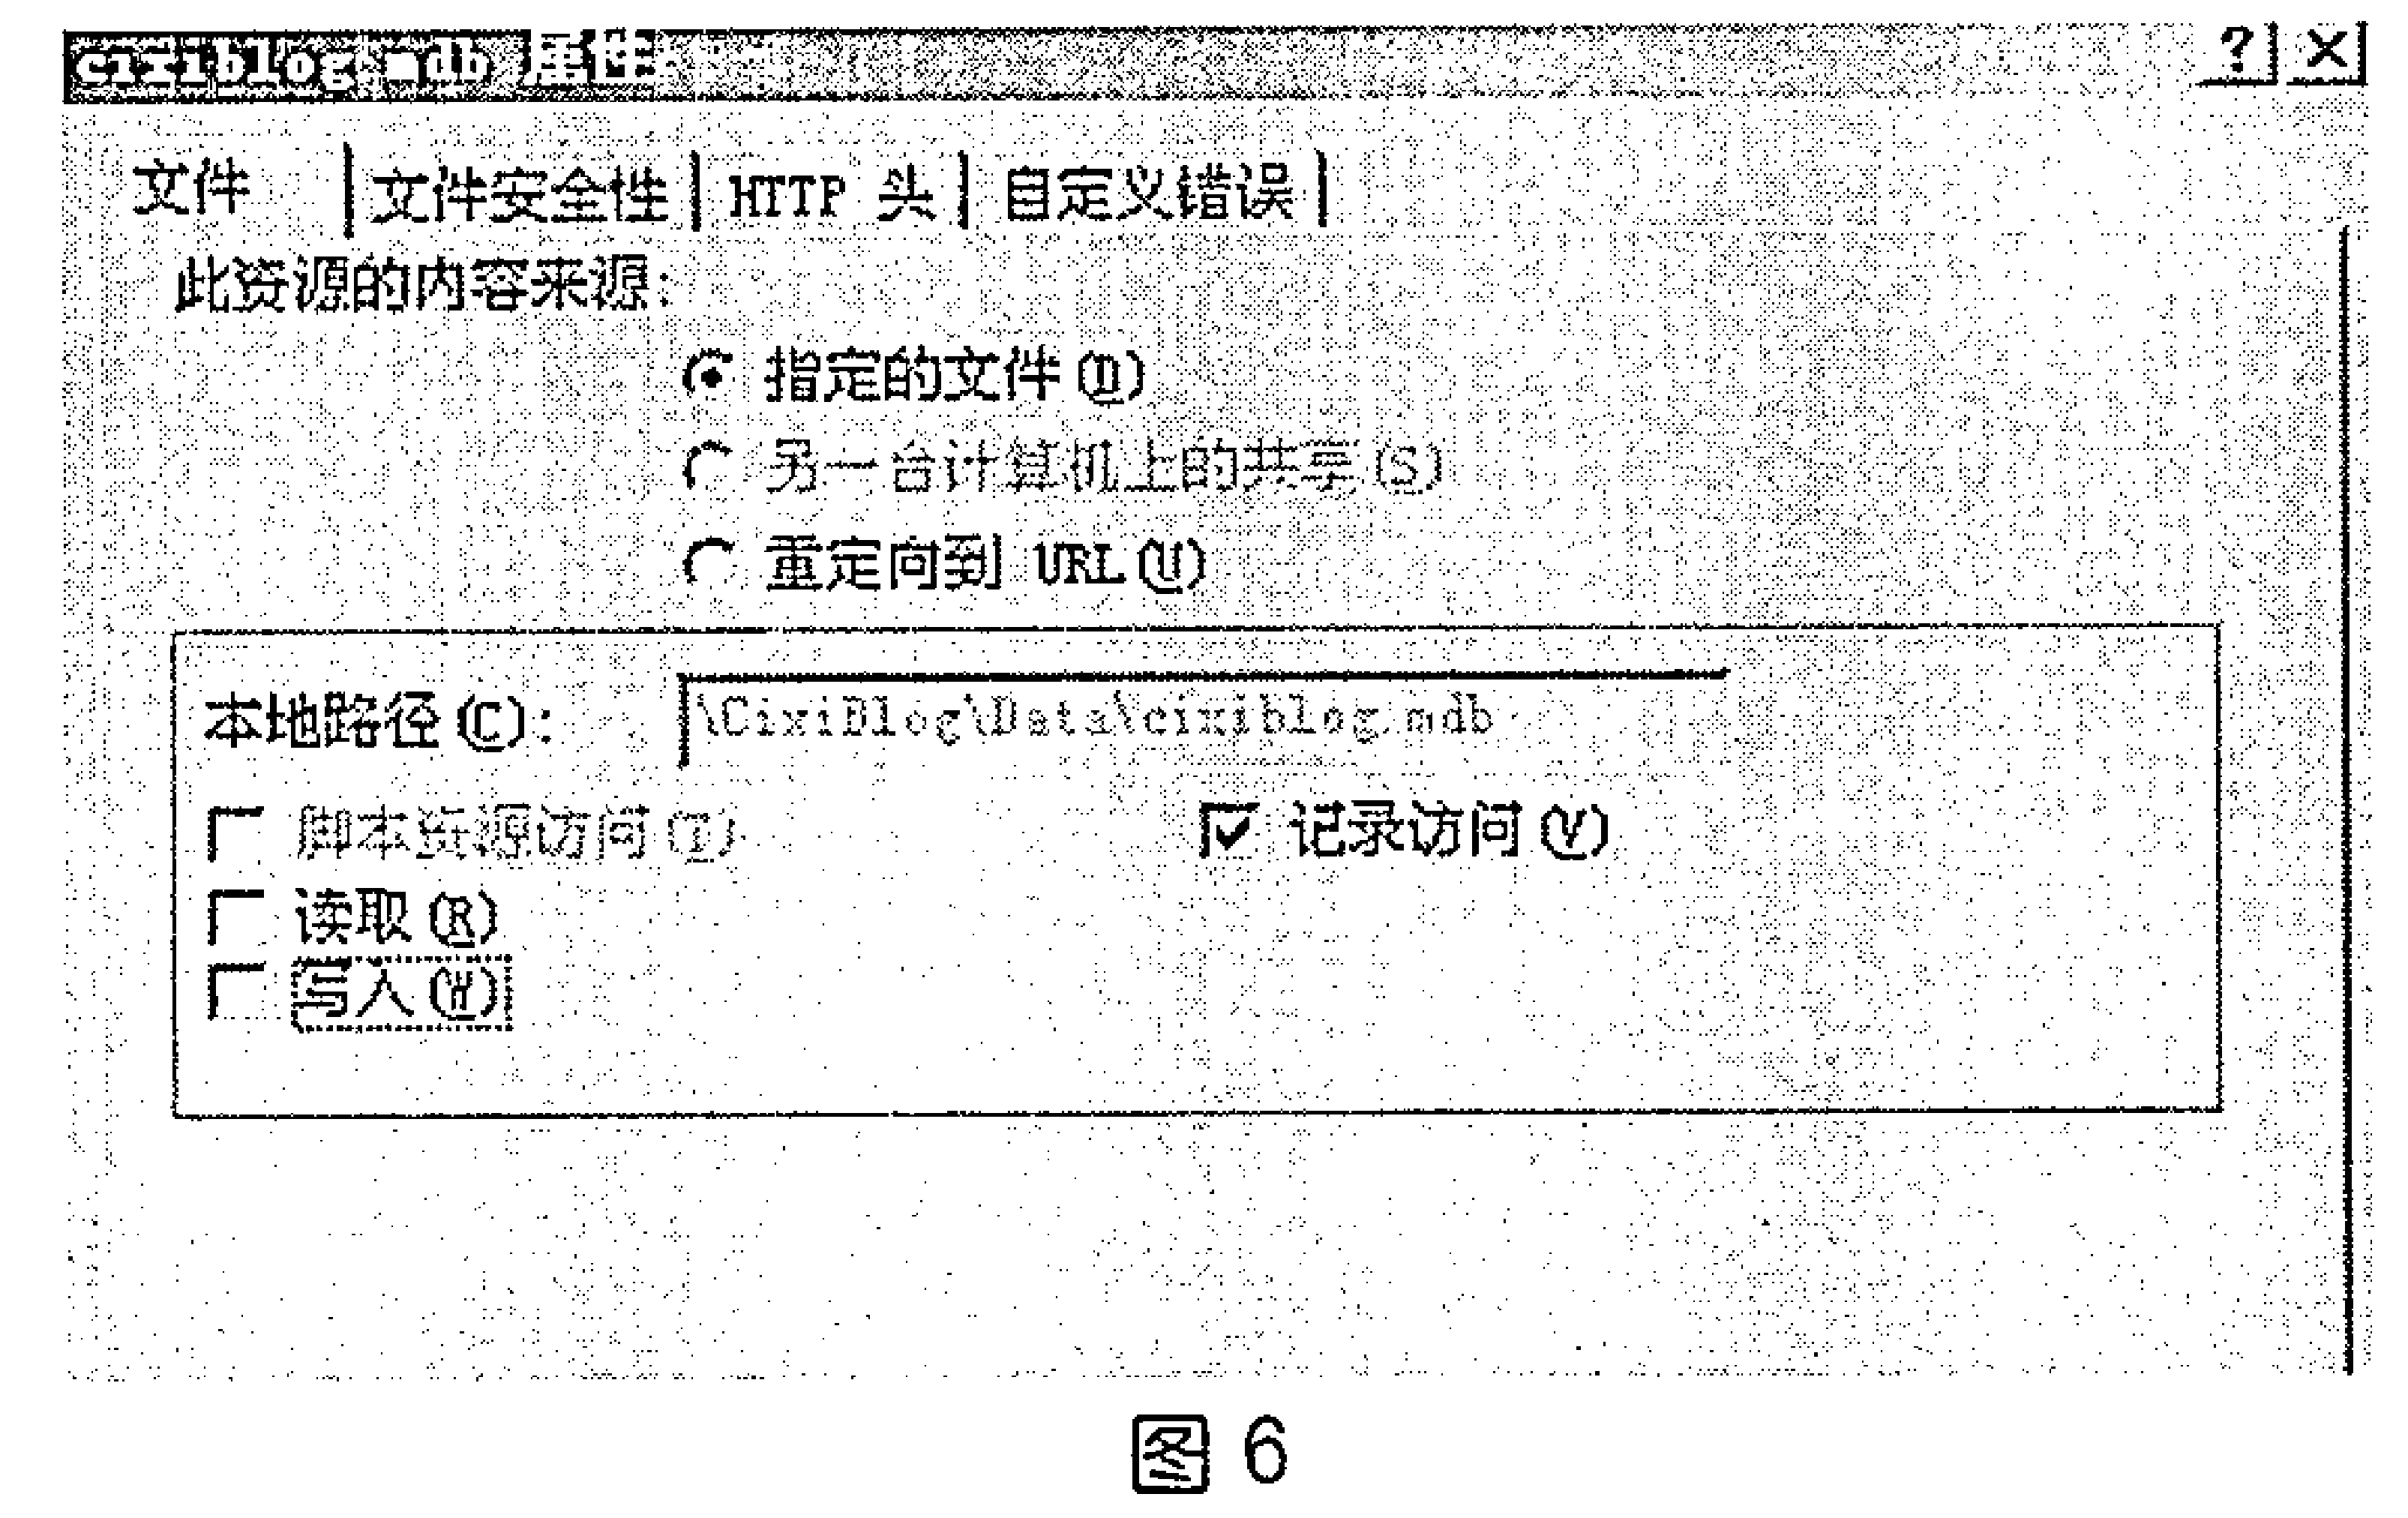 cixiblog.mdb 属性
文件 文件安全性 HTTP 头 自定义错误
此资源的内容来源:
指定的文件(D)
另一台计算机上的共享(S)
重定向到 URL(U)
本地路径(C): \CixiBlog\Data\cixiblog.mdb
脚本资源访问(T) 记录访问(V)
读取(R)
写入(W)
图 6